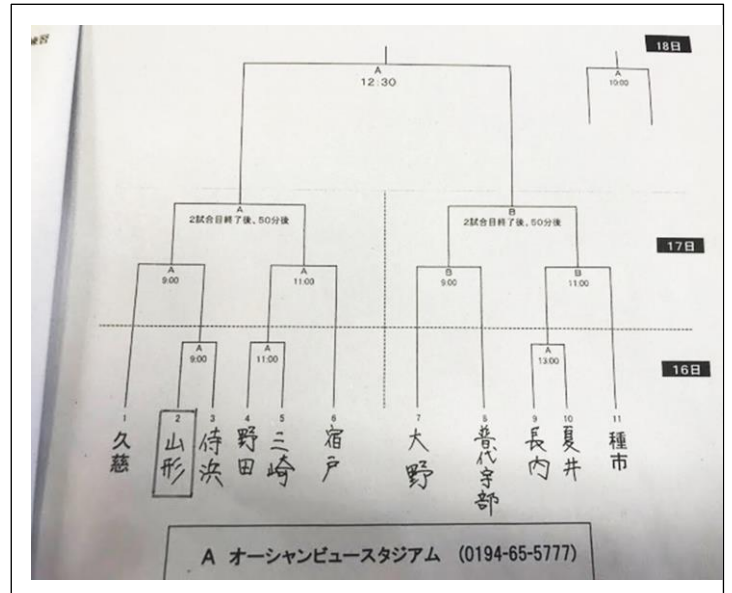 練習
18日
A
12:30
A
10:00
A
2試合目終了後、50分後
B
2試合目終了後、50分後
17日
A
9:00
A
11:00
B
9:00
B
11:00
16日
A
9:00
A
11:00
A
13:00
1 2 3 4 5 6 7 8 9 10 11
久慈
山形
侍浜
野田
三崎
宿戸
大野
普代宇部
長内
夏井
種市
A オーシャンビュースタジアム (0194-65-5777)